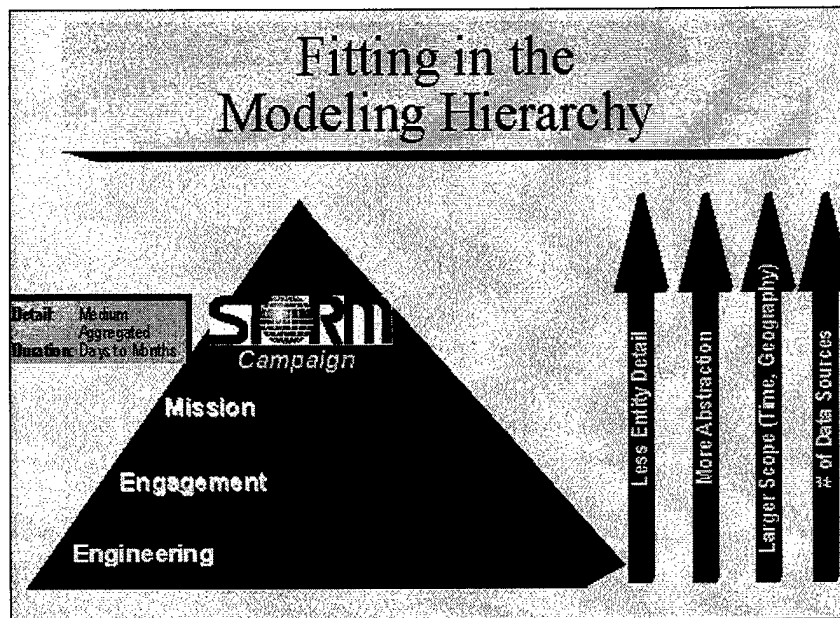 Fitting in the
Modeling Hierarchy
STORM
Campaign
Detail: Medium
Aggregated
Duration: Days to Months
Mission
Engagement
Engineering
Less Entity Detail
More Abstraction
Larger Scope (Time, Geography)
# of Data Sources